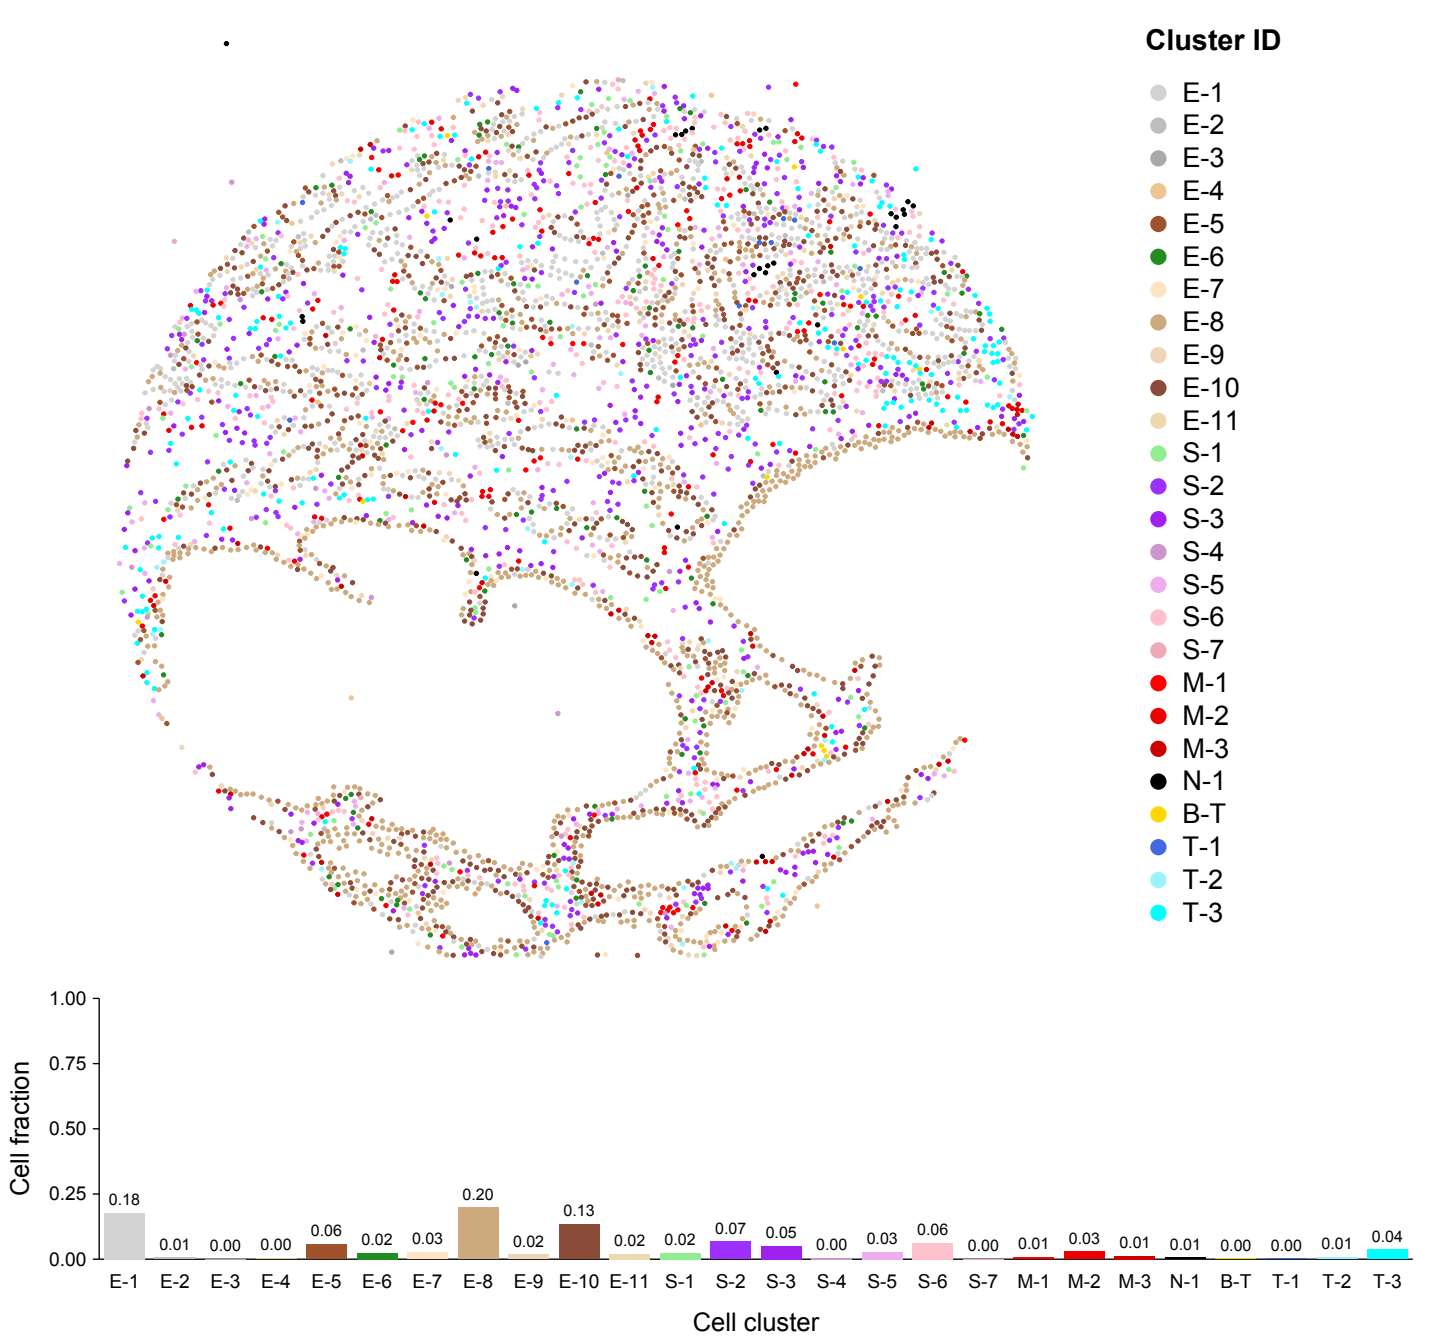 Cluster ID
E-1
E-2
E-3
E-4
E-5
E-6
E-7
E-8
E-9
E-10
E-11
S-1
S-2
S-3
S-4
S-5
S-6
S-7
M-1
M-2
M-3
N-1
B-T
T-1
T-2
T-3
Cell fraction
1.00
0.75
0.50
0.25
0.00
0.18 0.01 0.00 0.00 0.06 0.02 0.03 0.20 0.02 0.13 0.02 0.02 0.07 0.05 0.00 0.03 0.06 0.00 0.01 0.03 0.01 0.01 0.00 0.00 0.01 0.04
E-1 E-2 E-3 E-4 E-5 E-6 E-7 E-8 E-9 E-10 E-11 S-1 S-2 S-3 S-4 S-5 S-6 S-7 M-1 M-2 M-3 N-1 B-T T-1 T-2 T-3
Cell cluster